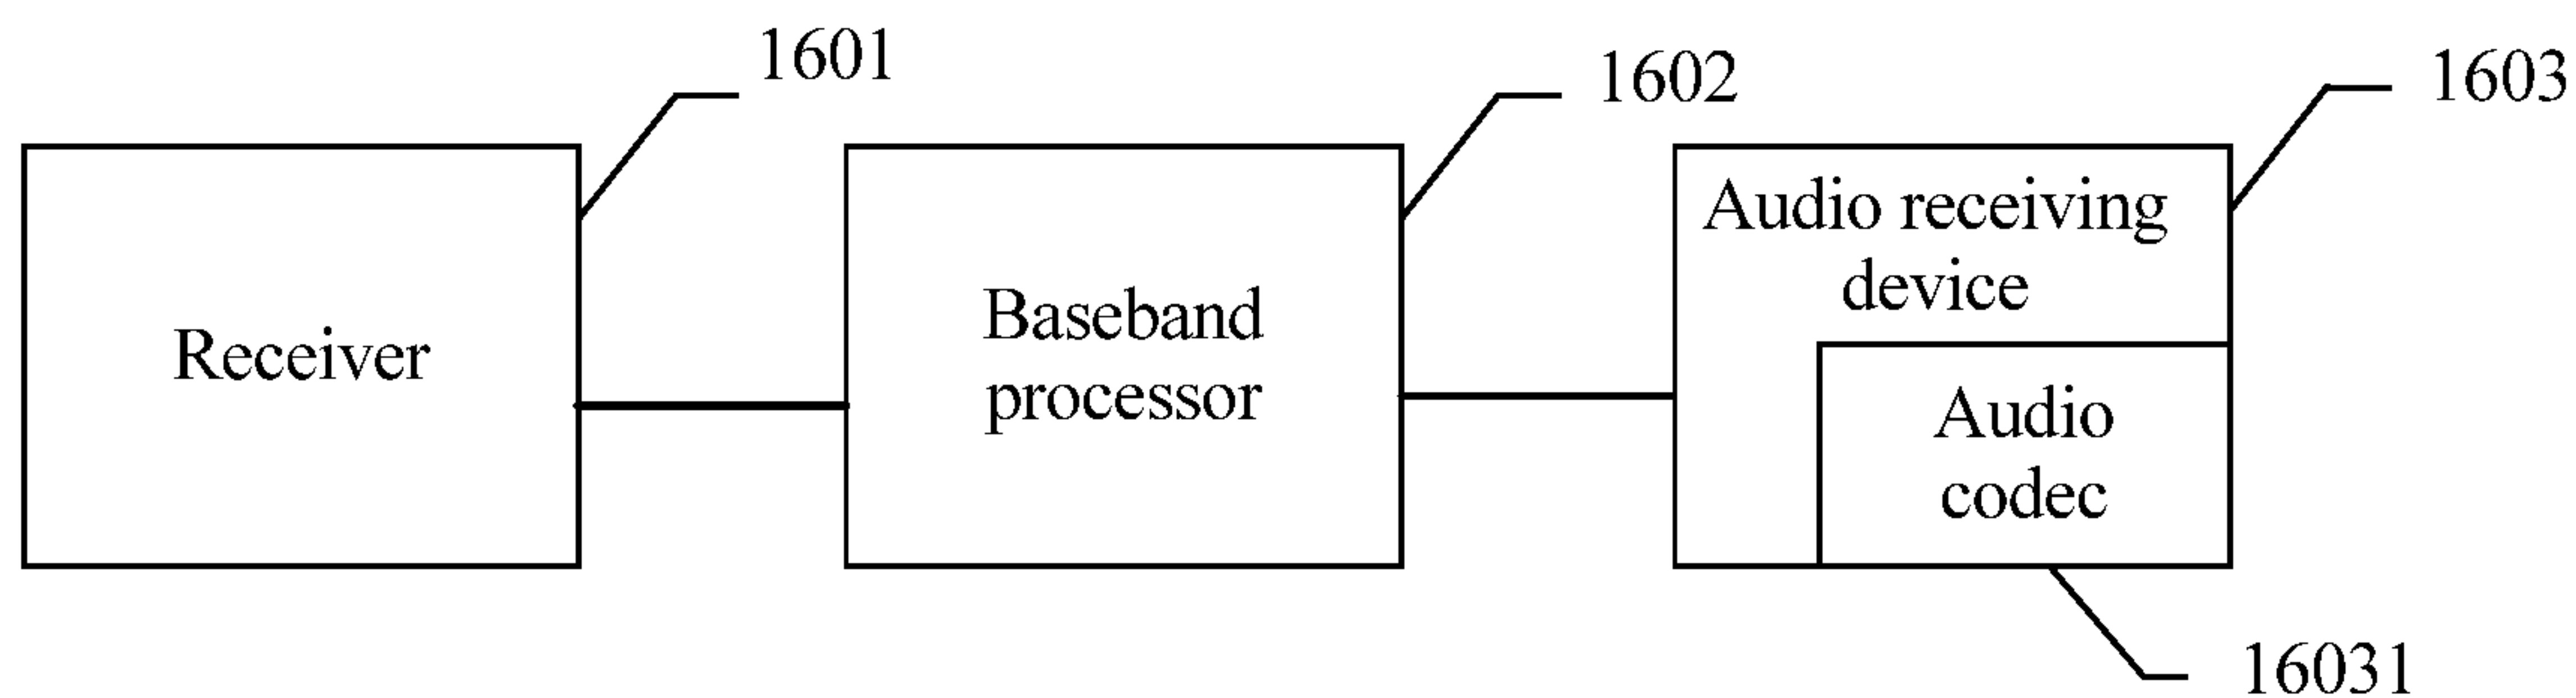 1601
1602
1603
Receiver
Baseband
processor
Audio receiving
device
Audio
codec
16031